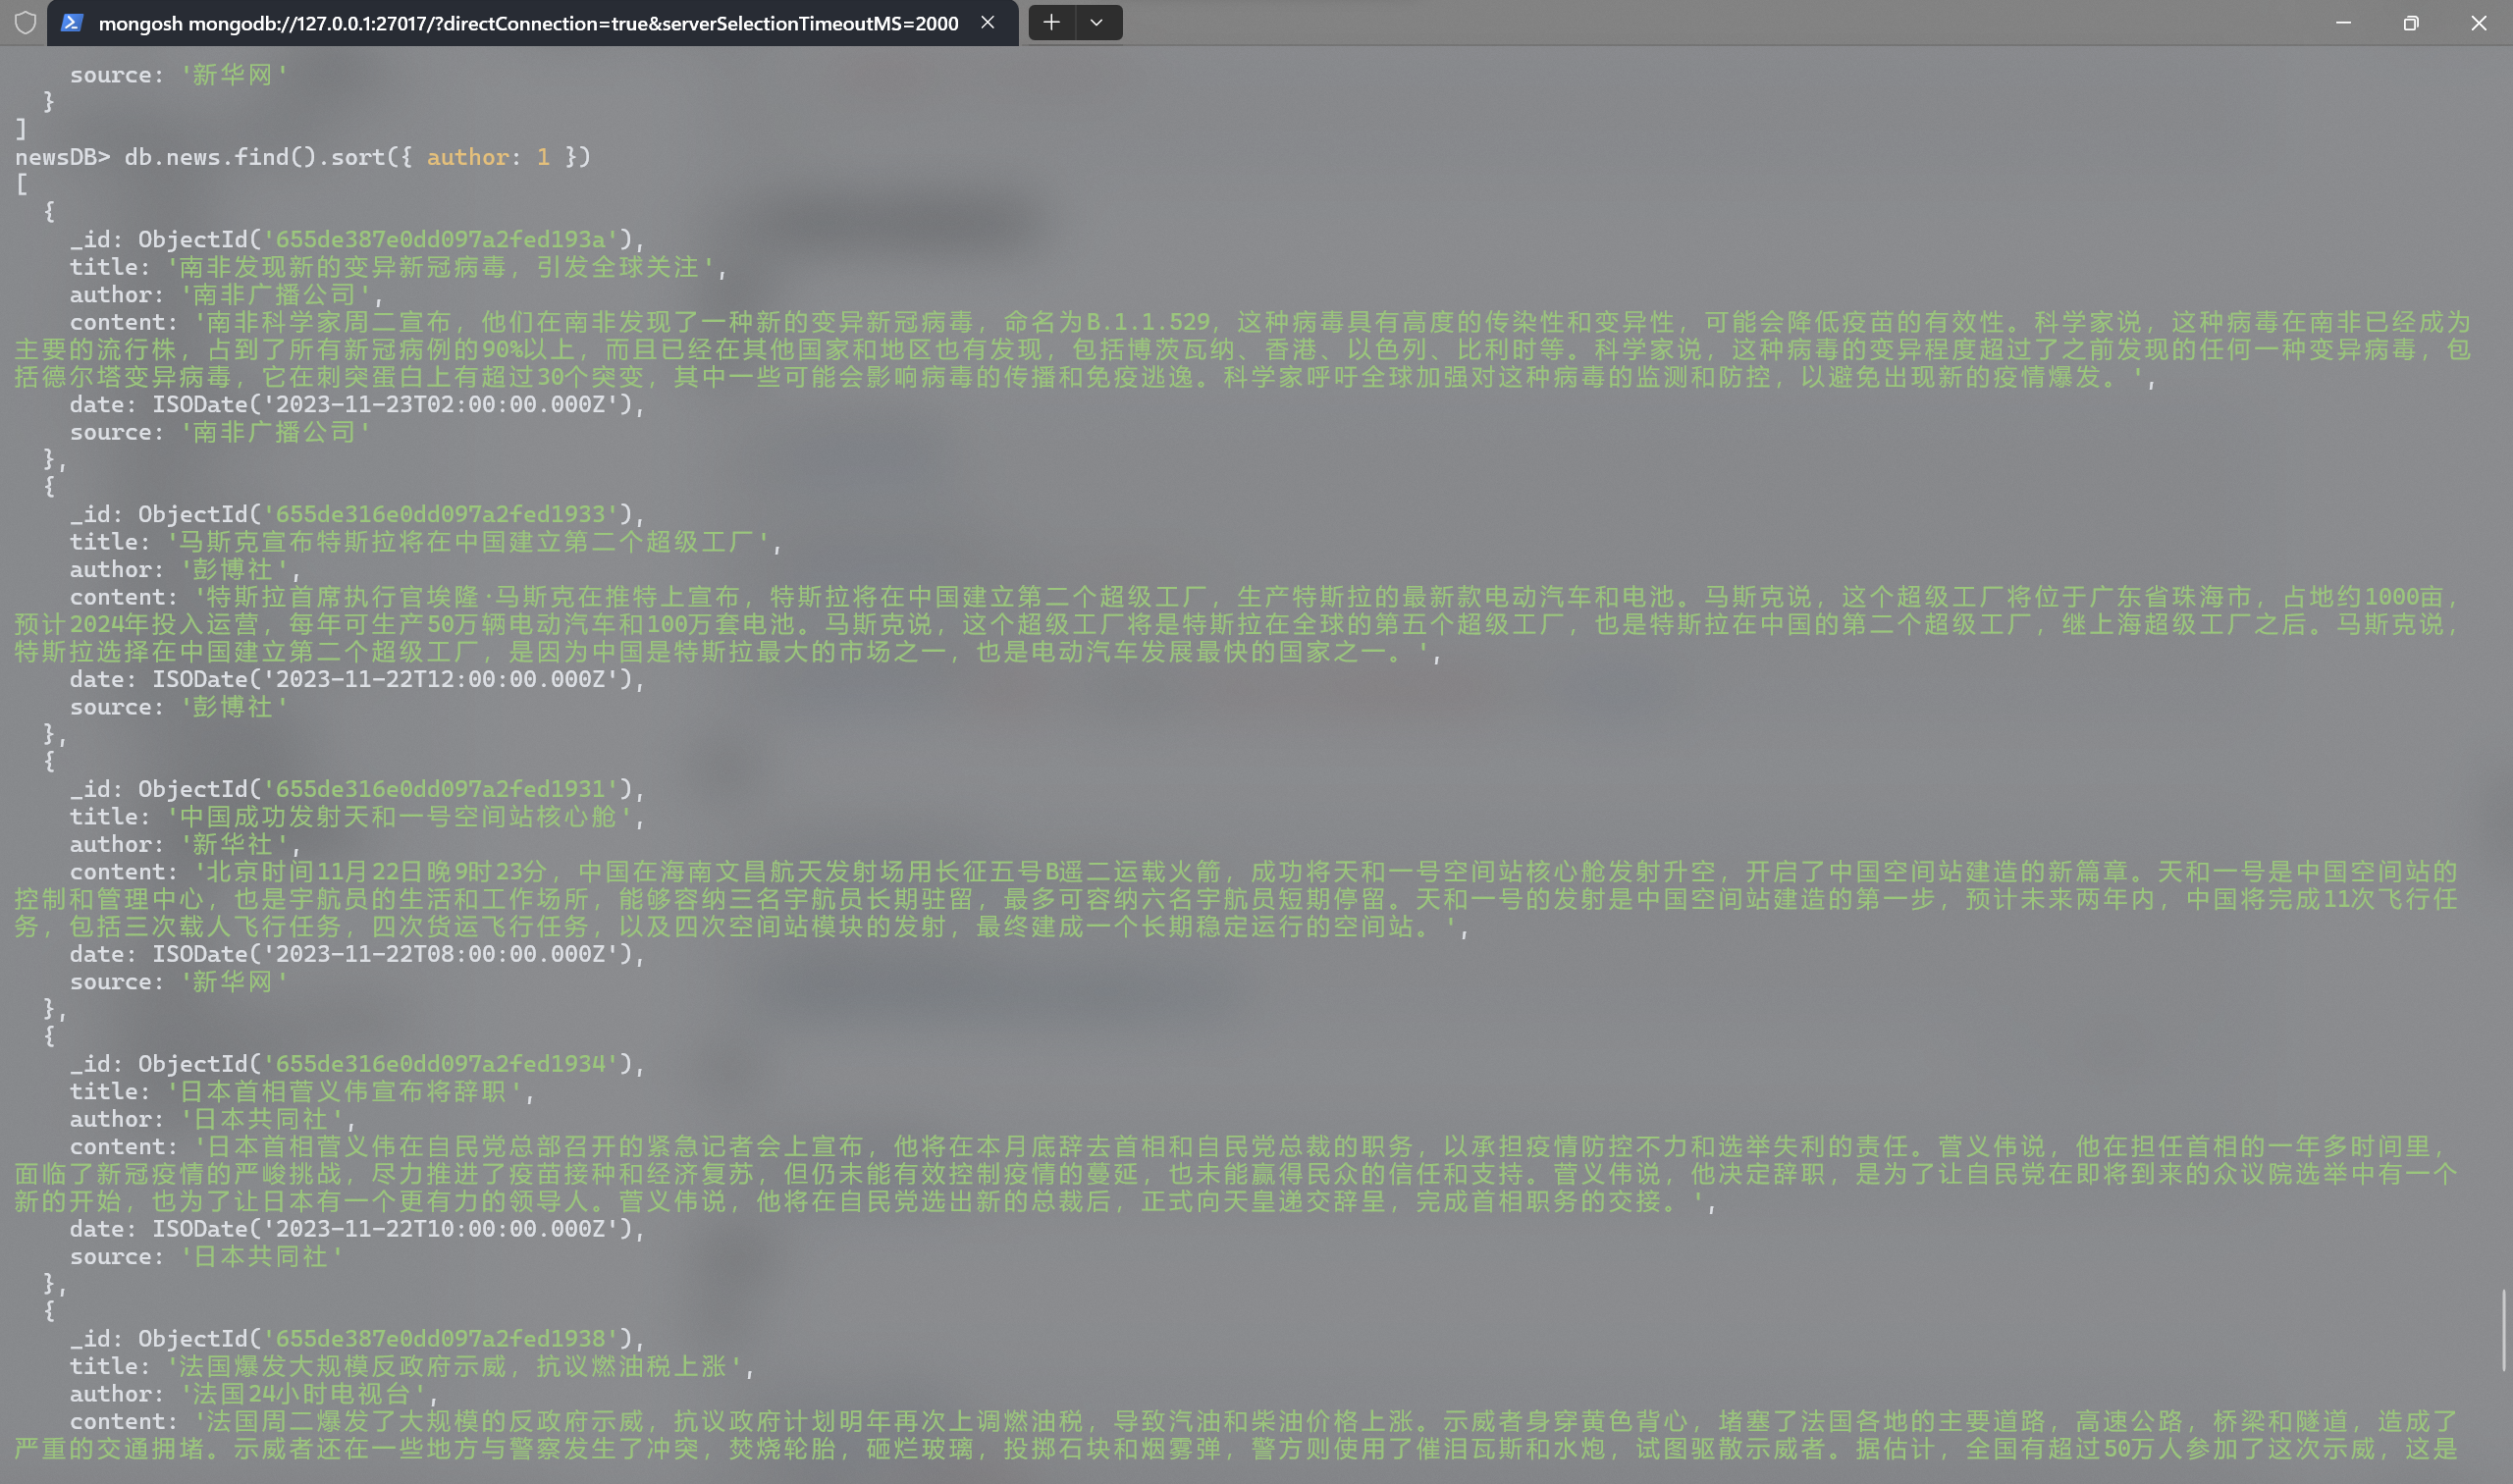 mongosh mongodb://127.0.0.1:27017/?directConnection=true&serverSelectionTimeoutMS=2000
source: '新华网'
}
]
newsDB> db.news.find().sort({ author: 1 })
[
{
_id: ObjectId('655de387e0dd097a2fed193a'),
title: '南非发现新的变异新冠病毒，引发全球关注',
author: '南非广播公司',
content: '南非科学家周二宣布，他们在南非发现了一种新的变异新冠病毒，命名为B.1.1.529，这种病毒具有高度的传染性和变异性，可能会降低疫苗的有效性。科学家说，这种病毒在南非已经成为
主要的流行株，占到了所有新冠病例的90%以上，而且已经在其他国家和地区也有发现，包括博茨瓦纳、香港、以色列、比利时等。科学家说，这种病毒的变异程度超过了之前发现的任何一种变异病毒，包
括德尔塔变异病毒，它在刺突蛋白上有超过30个突变，其中一些可能会影响病毒的传播和免疫逃逸。科学家呼吁全球加强对这种病毒的监测和防控，以避免出现新的疫情爆发。',
date: ISODate('2023-11-23T02:00:00.000Z'),
source: '南非广播公司'
},
{
_id: ObjectId('655de316e0dd097a2fed1933'),
title: '马斯克宣布特斯拉将在中国建立第二个超级工厂',
author: '彭博社',
content: '特斯拉首席执行官埃隆·马斯克在推特上宣布，特斯拉将在中国建立第二个超级工厂，生产特斯拉的最新款电动汽车和电池。马斯克说，这个超级工厂将位于广东省珠海市，占地约1000亩，
预计2024年投入运营，每年可生产50万辆电动汽车和100万套电池。马斯克说，这个超级工厂将是特斯拉在全球的第五个超级工厂，也是特斯拉在中国的第二个超级工厂，继上海超级工厂之后。马斯克说，
特斯拉选择在中国建立第二个超级工厂，是因为中国是特斯拉最大的市场之一，也是电动汽车发展最快的国家之一。',
date: ISODate('2023-11-22T12:00:00.000Z'),
source: '彭博社'
},
{
_id: ObjectId('655de316e0dd097a2fed1931'),
title: '中国成功发射天和一号空间站核心舱',
author: '新华社',
content: '北京时间11月22日晚9时23分，中国在海南文昌航天发射场用长征五号B遥二运载火箭，成功将天和一号空间站核心舱发射升空，开启了中国空间站建造的新篇章。天和一号是中国空间站的
控制和管理中心，也是宇航员的生活和工作场所，能够容纳三名宇航员长期驻留，最多可容纳六名宇航员短期停留。天和一号的发射是中国空间站建造的第一步，预计未来两年内，中国将完成11次飞行任
务，包括三次载人飞行任务，四次货运飞行任务，以及四次空间站模块的发射，最终建成一个长期稳定运行的空间站。',
date: ISODate('2023-11-22T08:00:00.000Z'),
source: '新华网'
},
{
_id: ObjectId('655de316e0dd097a2fed1934'),
title: '日本首相菅义伟宣布将辞职',
author: '日本共同社',
content: '日本首相菅义伟在自民党总部召开的紧急记者会上宣布，他将在本月底辞去首相和自民党总裁的职务，以承担疫情防控不力和选举失利的责任。菅义伟说，他在担任首相的一年多时间里，
面临了新冠疫情的严峻挑战，尽力推进了疫苗接种和经济复苏，但仍未能有效控制疫情的蔓延，也未能赢得民众的信任和支持。菅义伟说，他决定辞职，是为了让自民党在即将到来的众议院选举中有一个
新的开始，也为了让日本有一个更有力的领导人。菅义伟说，他将在自民党选出新的总裁后，正式向天皇递交辞呈，完成首相职务的交接。',
date: ISODate('2023-11-22T10:00:00.000Z'),
source: '日本共同社'
},
{
_id: ObjectId('655de387e0dd097a2fed1938'),
title: '法国爆发大规模反政府示威，抗议燃油税上涨',
author: '法国24小时电视台',
content: '法国周二爆发了大规模的反政府示威，抗议政府计划明年再次上调燃油税，导致汽油和柴油价格上涨。示威者身穿黄色背心，堵塞了法国各地的主要道路，高速公路，桥梁和隧道，造成了
严重的交通拥堵。示威者还在一些地方与警察发生了冲突，焚烧轮胎，砸烂玻璃，投掷石块和烟雾弹，警方则使用了催泪瓦斯和水炮，试图驱散示威者。据估计，全国有超过50万人参加了这次示威，这是